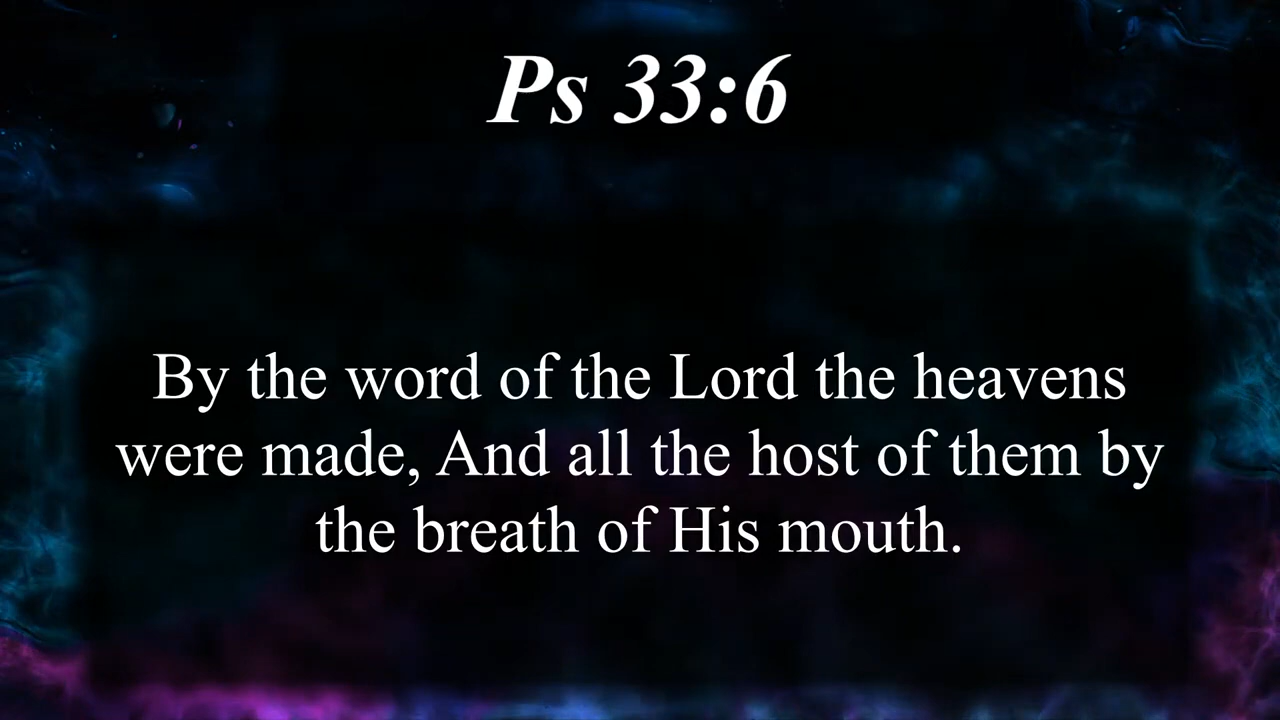 Ps 33:6
By the word of the Lord the heavens
were made, And all the host of them by
the breath of His mouth.